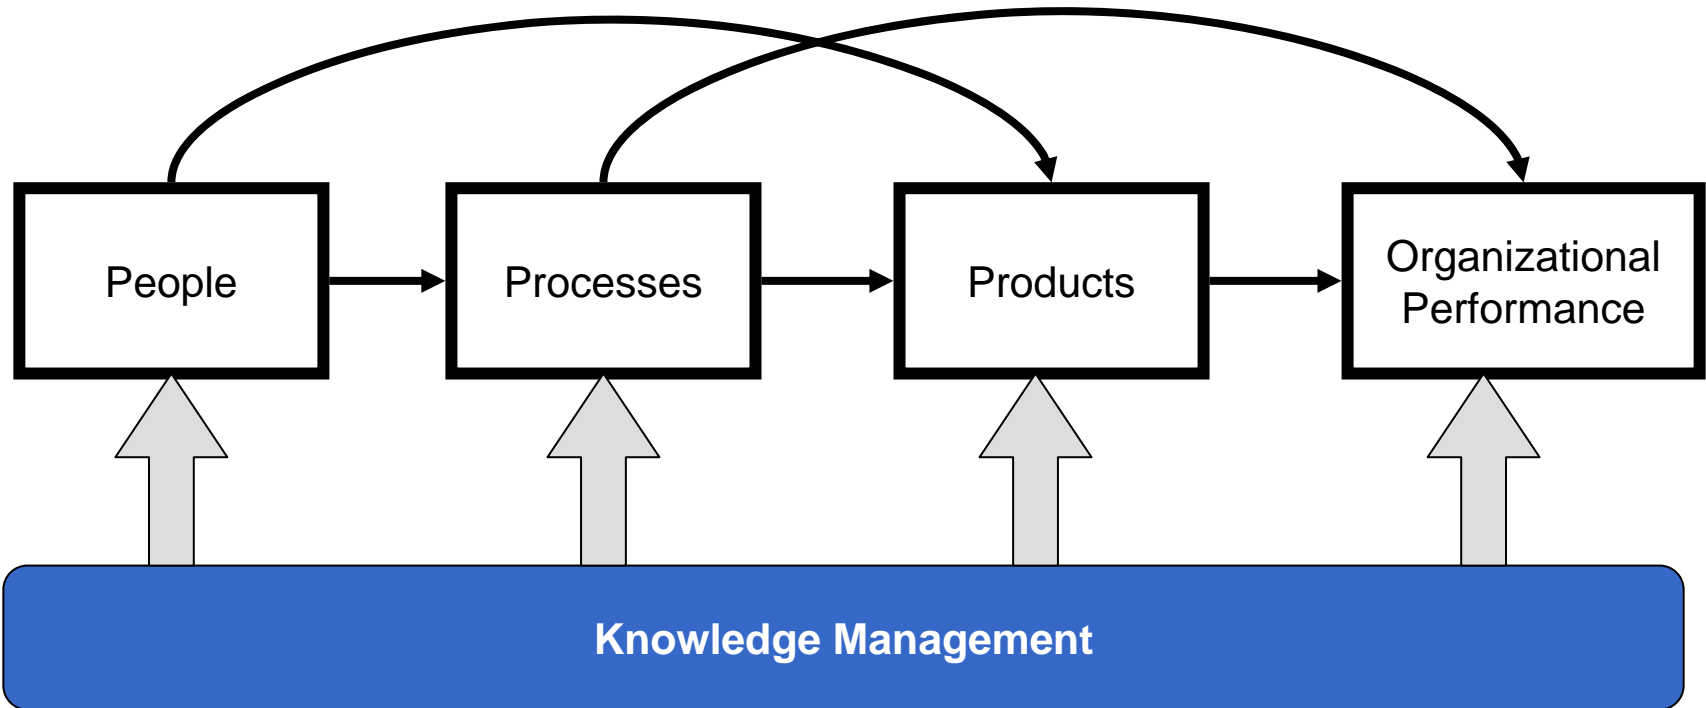 People
Processes
Products
Organizational
Performance
Knowledge Management